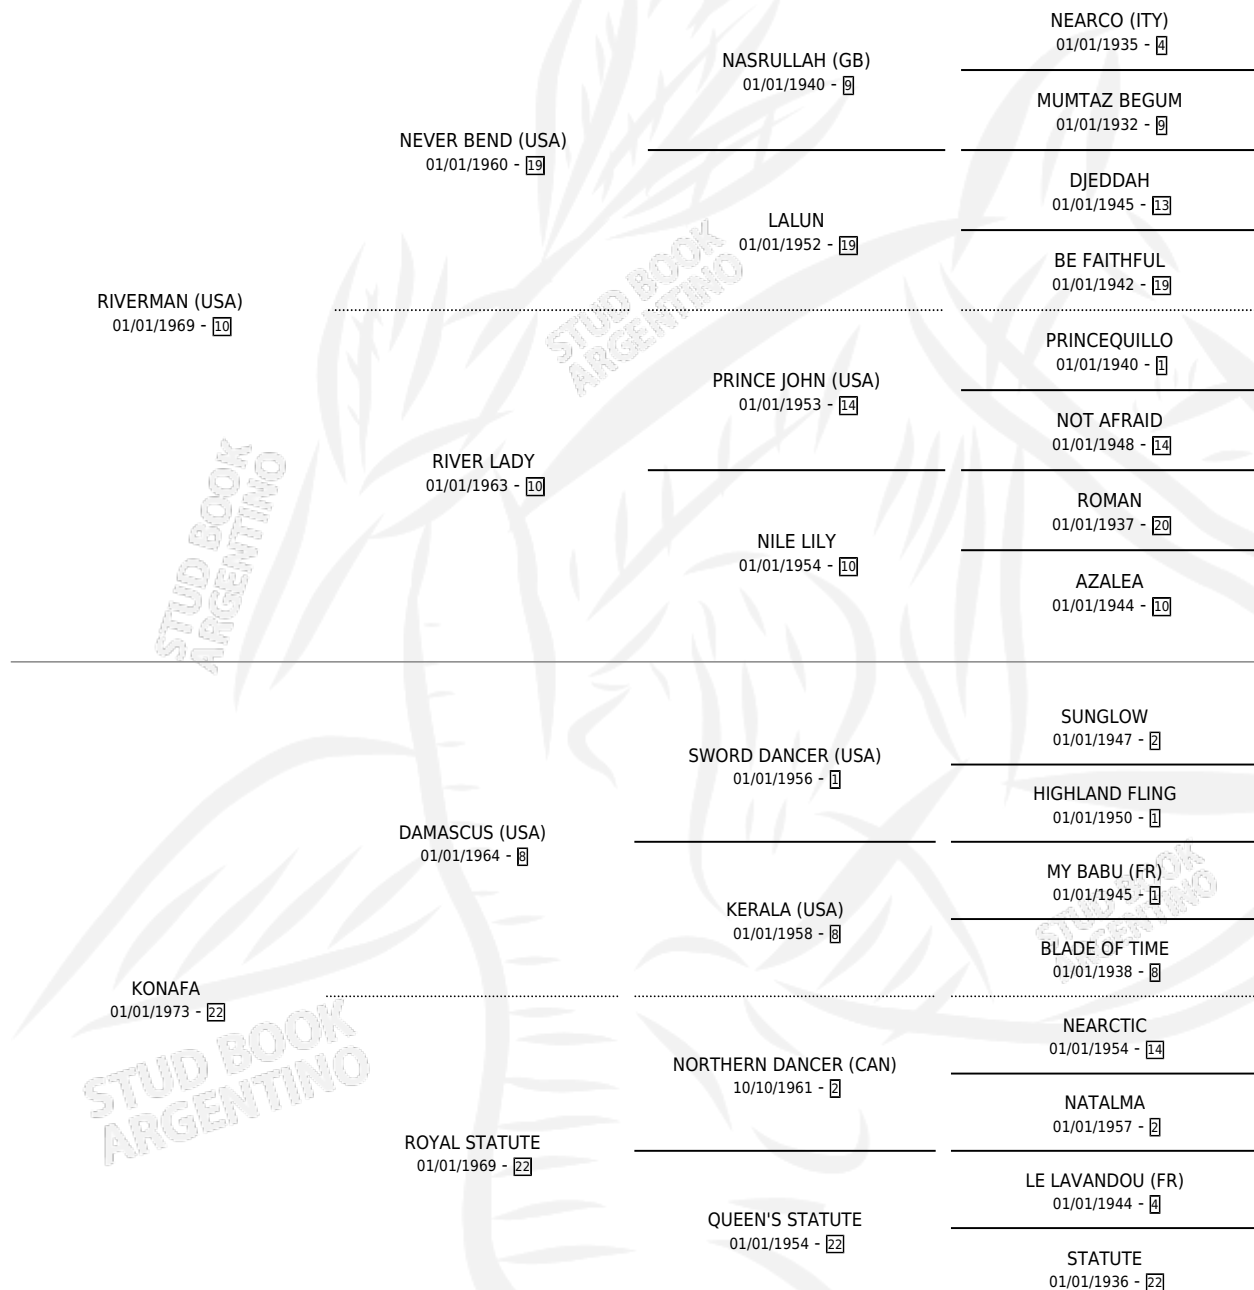 NEARCO (ITY)
01/01/1935 - 4
NASRULLAH (GB)
01/01/1940 - 9
MUMTAZ BEGUM
01/01/1932 - 9
NEVER BEND (USA)
01/01/1960 - 19
DJEDDAH
01/01/1945 - 13
LALUN
01/01/1952 - 19
BE FAITHFUL
01/01/1942 - 19
RIVERMAN (USA)
01/01/1969 - 10
PRINCEQUILLO
01/01/1940 - 1
PRINCE JOHN (USA)
01/01/1953 - 14
NOT AFRAID
01/01/1948 - 14
RIVER LADY
01/01/1963 - 10
ROMAN
01/01/1937 - 20
NILE LILY
01/01/1954 - 10
AZALEA
01/01/1944 - 10
SUNGLOW
01/01/1947 - 2
SWORD DANCER (USA)
01/01/1956 - 1
HIGHLAND FLING
01/01/1950 - 1
DAMASCUS (USA)
01/01/1964 - 8
MY BABU (FR)
01/01/1945 - 1
KERALA (USA)
01/01/1958 - 8
BLADE OF TIME
01/01/1938 - 8
KONAFA
01/01/1973 - 22
NEARCTIC
01/01/1954 - 14
NORTHERN DANCER (CAN)
10/10/1961 - 2
NATALMA
01/01/1957 - 2
ROYAL STATUTE
01/01/1969 - 22
LE LAVANDOU (FR)
01/01/1944 - 4
QUEEN'S STATUTE
01/01/1954 - 22
STATUTE
01/01/1936 - 22
STUD BOOK
ARGENTINO
STUD BOOK
ARGENTINO
STUD BOOK
ARGENTINO
STUD BOOK
ARGENTINO